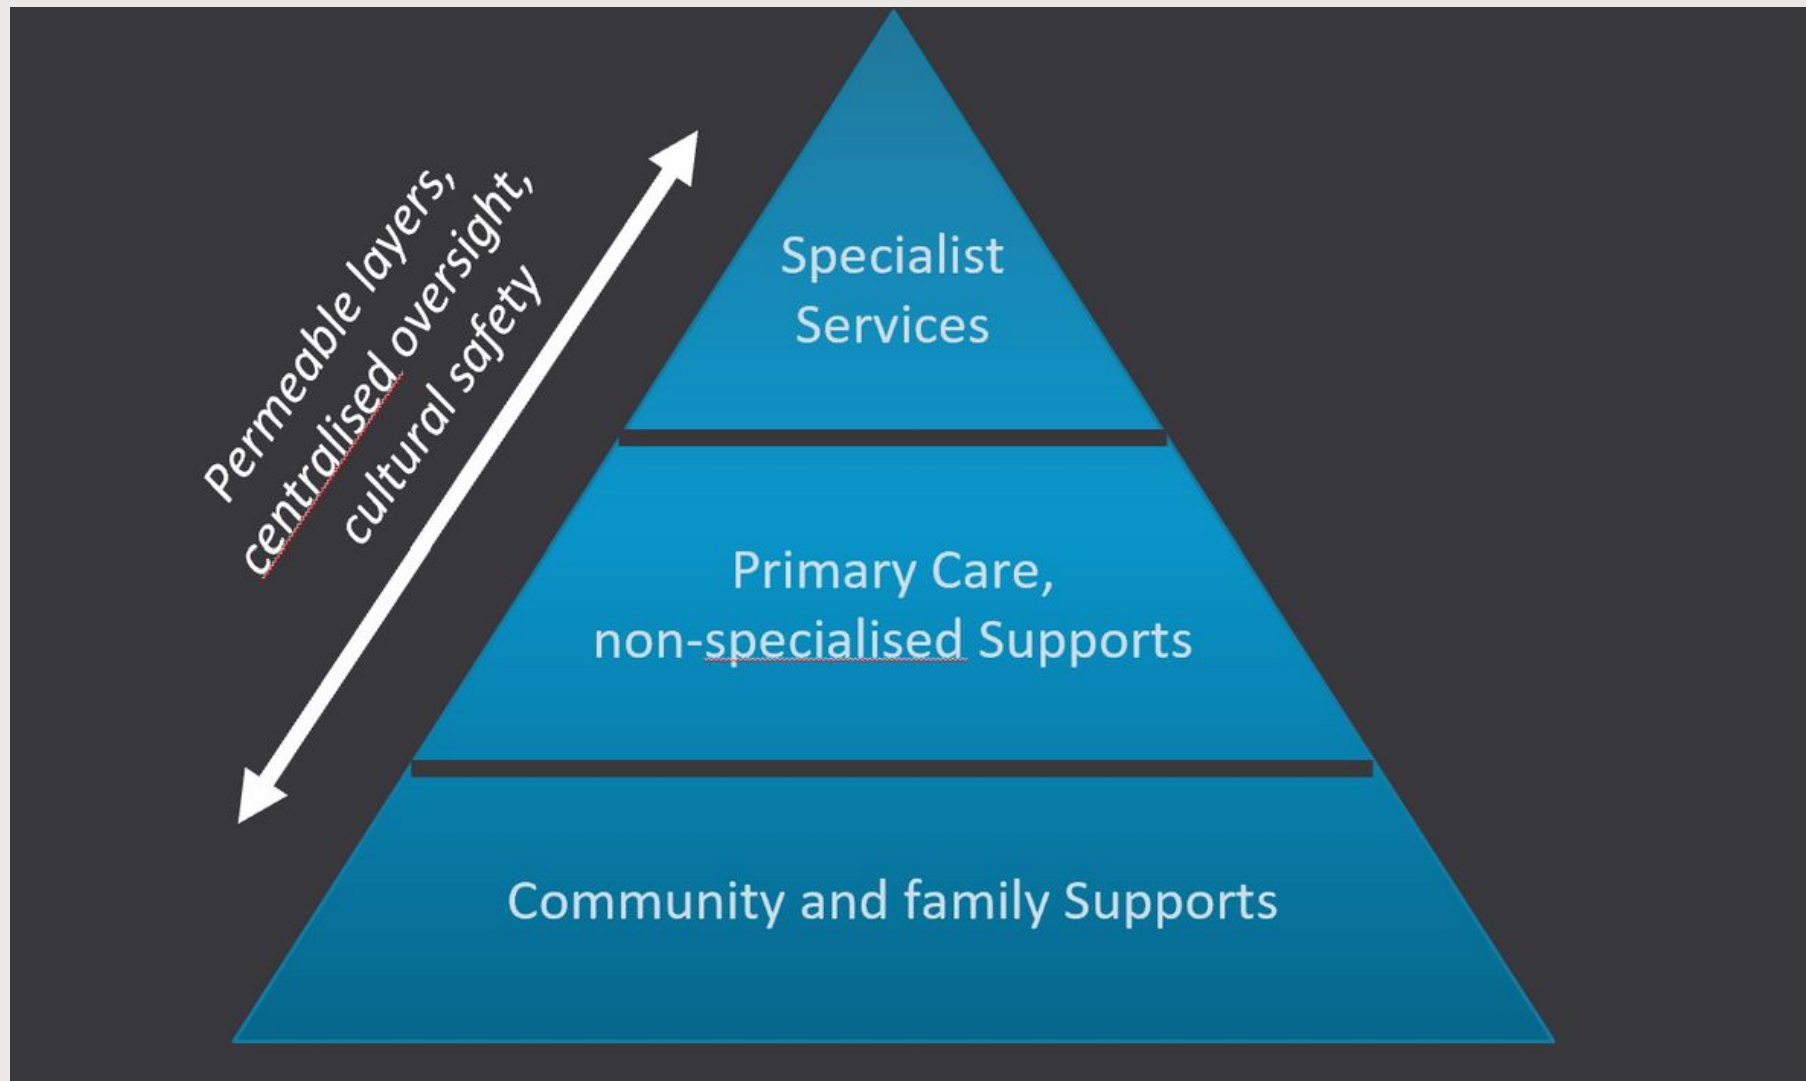 Permeable layers,
centralised oversight,
cultural safety
Specialist
Services
Primary Care,
non-specialised Supports
Community and family Supports